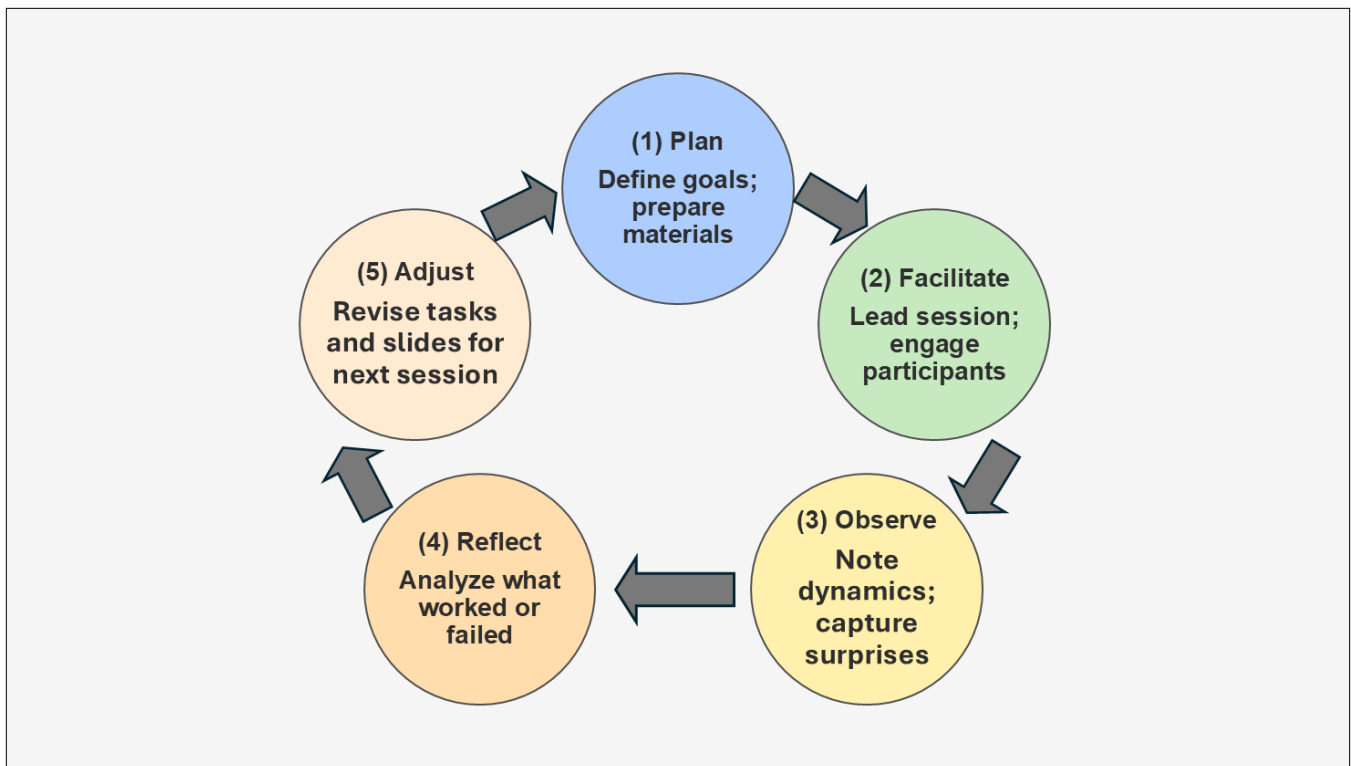 (1) Plan
Define goals;
prepare
materials
(2) Facilitate
Lead session;
engage
participants
(3) Observe
Note
dynamics;
capture
surprises
(4) Reflect
Analyze what
worked or
failed
(5) Adjust
Revise tasks
and slides for
next session